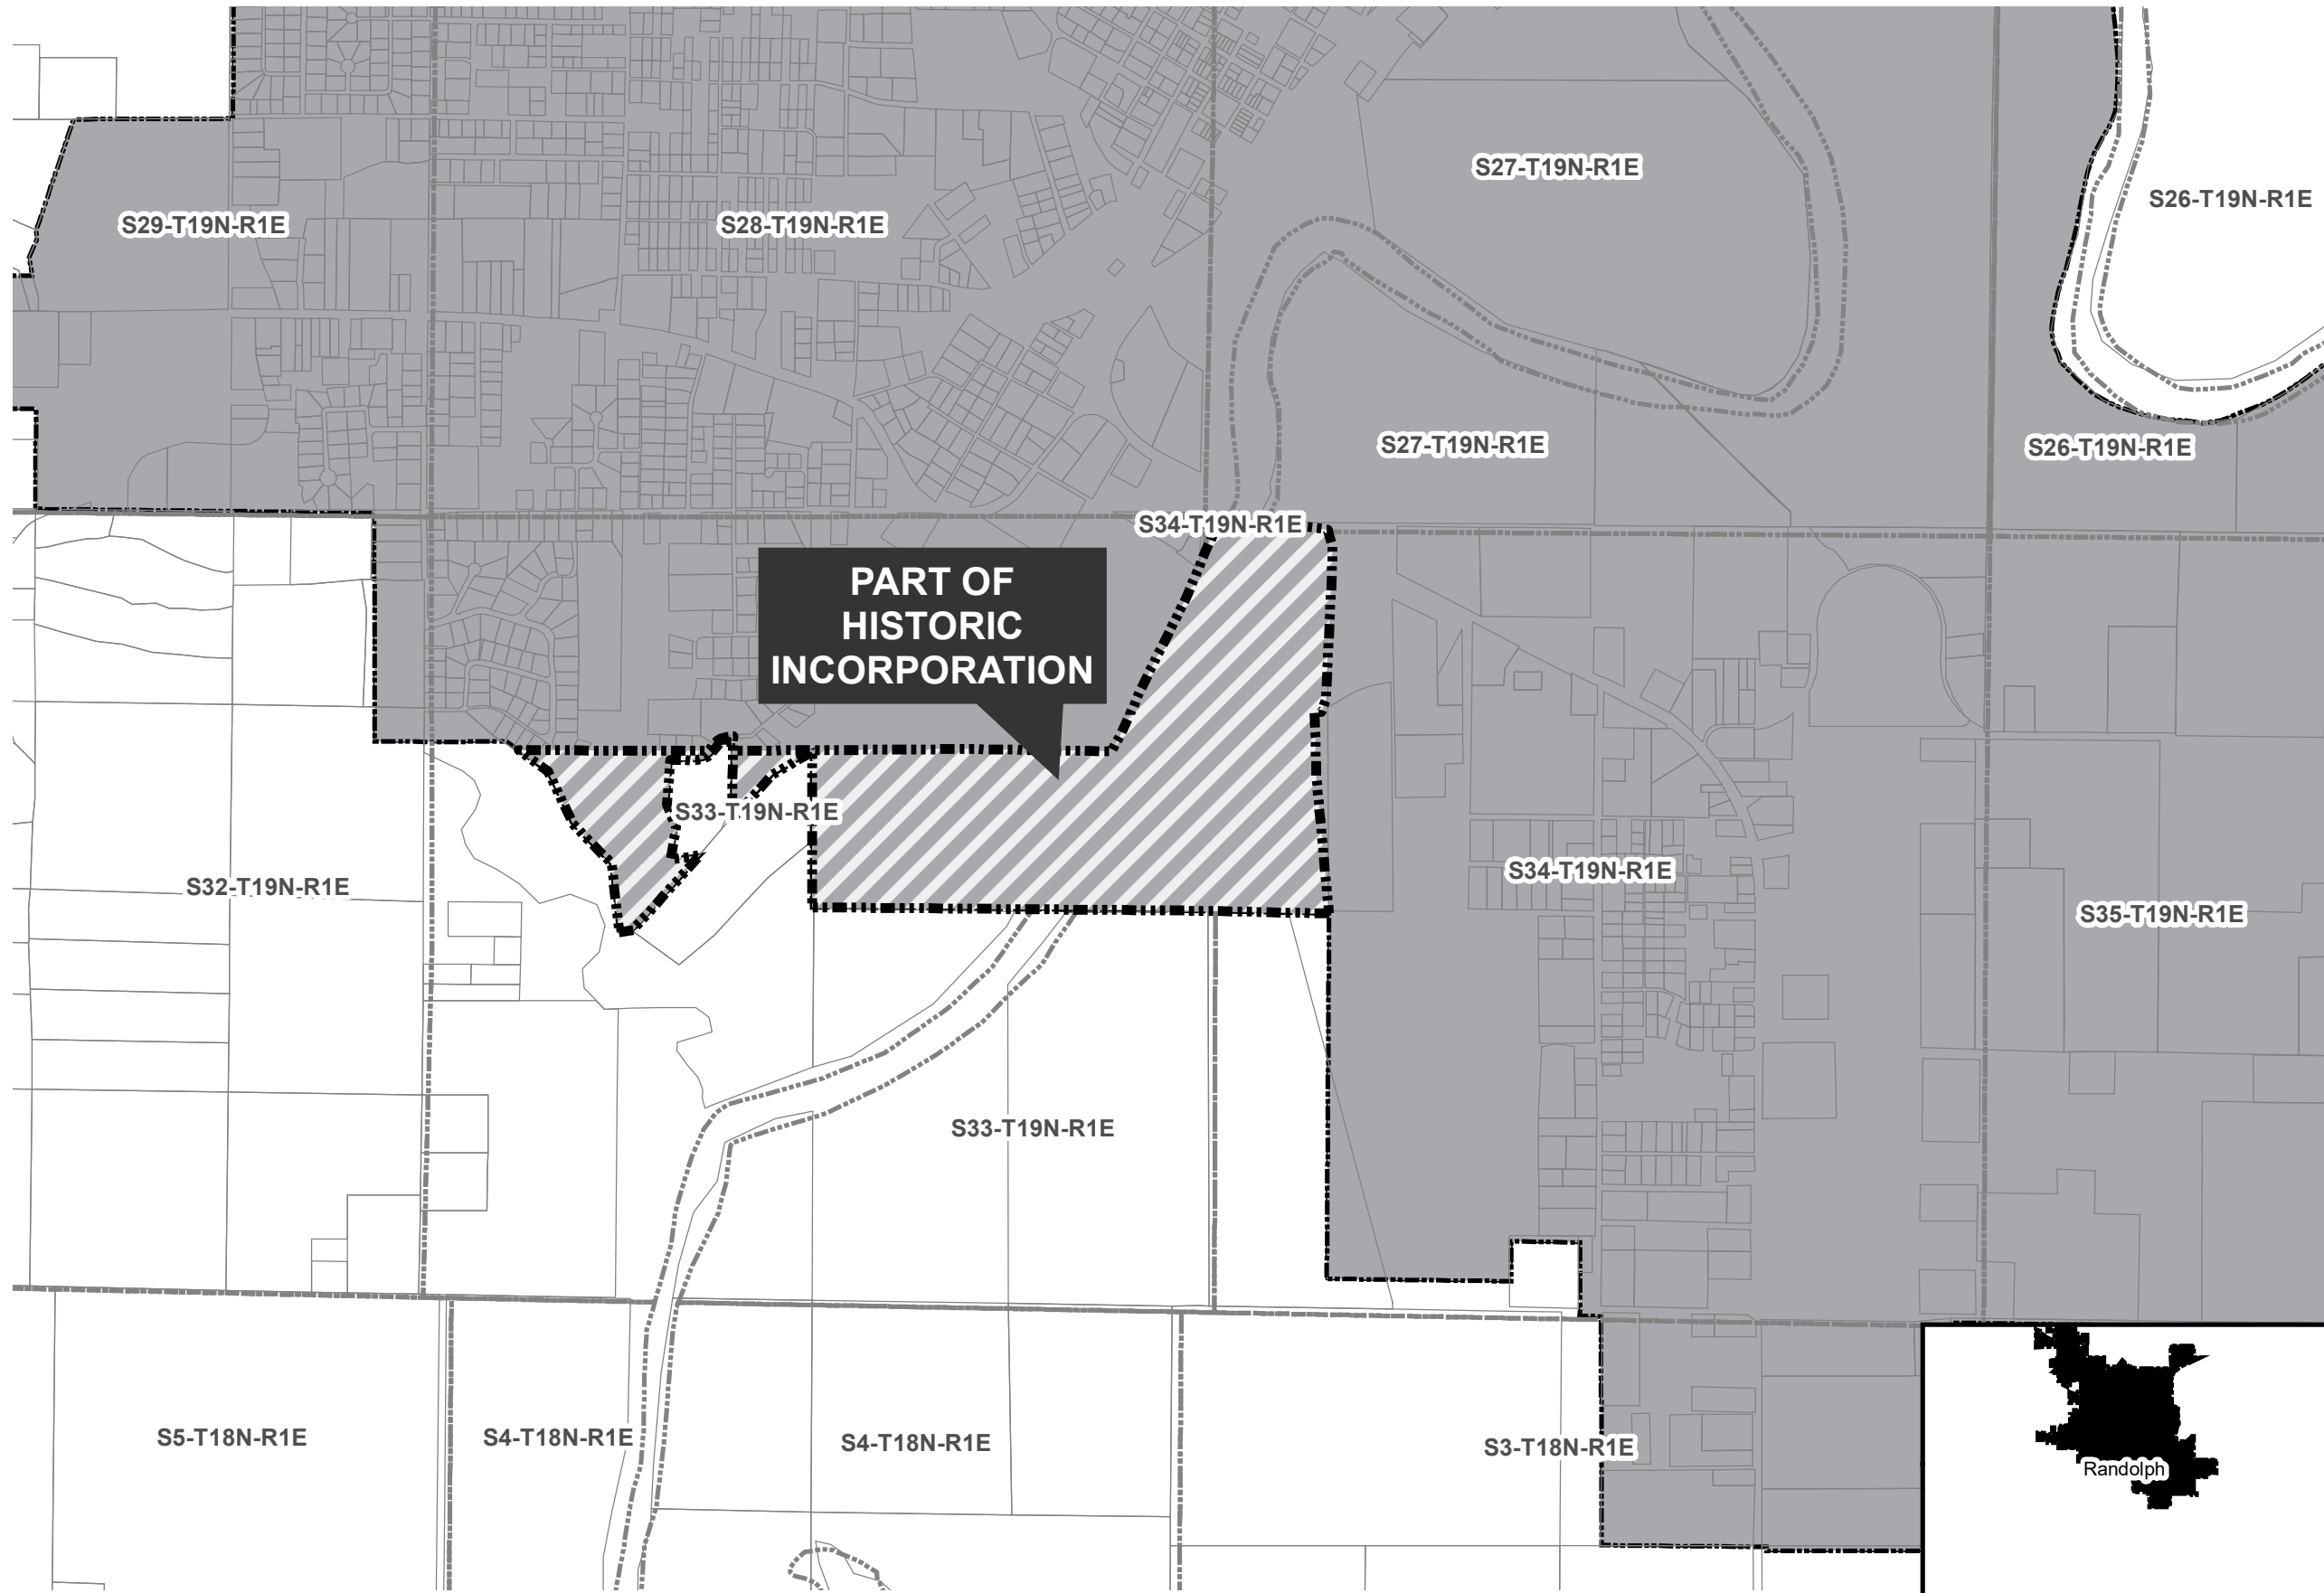 S27-T19N-R1E
S26-T19N-R1E
S29-T19N-R1E
S28-T19N-R1E
S27-T19N-R1E
S26-T19N-R1E
S34-T19N-R1E
PART OF
HISTORIC
INCORPORATION
S33-T19N-R1E
S32-T19N-R1E
S34-T19N-R1E
S35-T19N-R1E
S33-T19N-R1E
S5-T18N-R1E
S4-T18N-R1E
S4-T18N-R1E
S3-T18N-R1E
Randolph